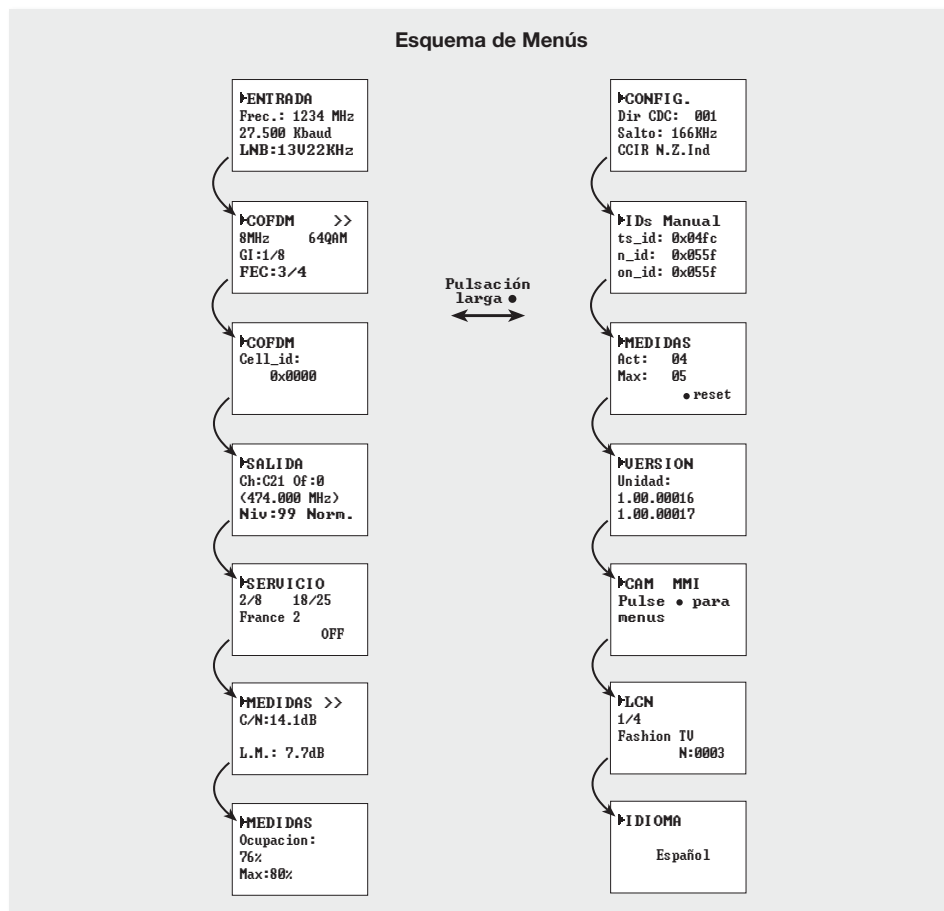 Esquema de Menús
ENTRADA
Frec.: 1234 MHz
27.500 Kbaud
LNB:13V22KHz
COFDM >>
8MHz 64QAM
GI:1/8
FEC:3/4
COFDM
Cell_id:
0x0000
SALIDA
Ch:C21 Of:0
(474.000 MHz)
Niv:99 Norm.
SERVICIO
2/8 18/25
France 2
OFF
MEDIDAS >>
C/N:14.1dB
L.M.: 7.7dB
MEDIDAS
Ocupacion:
76%
Max:80%
Pulsación
larga ●
CONFIG.
Dir CDC: 001
Salto: 166KHz
CCIR N.Z.Ind
IDs Manual
ts_id: 0x04fc
n_id: 0x055f
on_id: 0x055f
MEDIDAS
Act: 04
Max: 05
● reset
VERSION
Unidad:
1.00.00016
1.00.00017
CAM MMI
Pulse ● para
menus
LCN
1/4
Fashion TV
N:0003
IDIOMA
Español